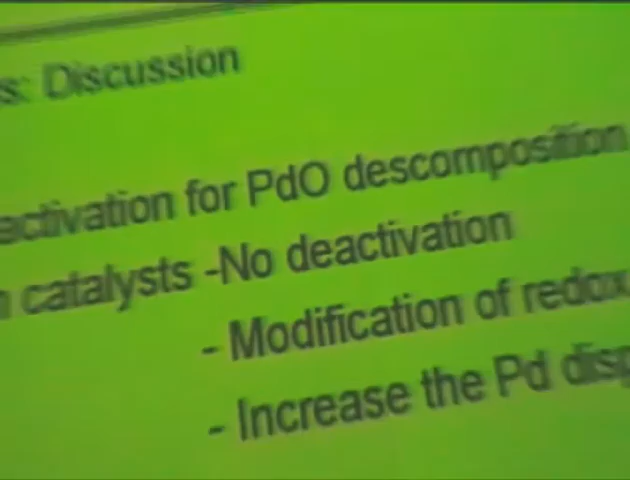 s: Discussion
activation for PdO descomposition
catalysts -No deactivation
- Modification of redox
- Increase the Pd disp